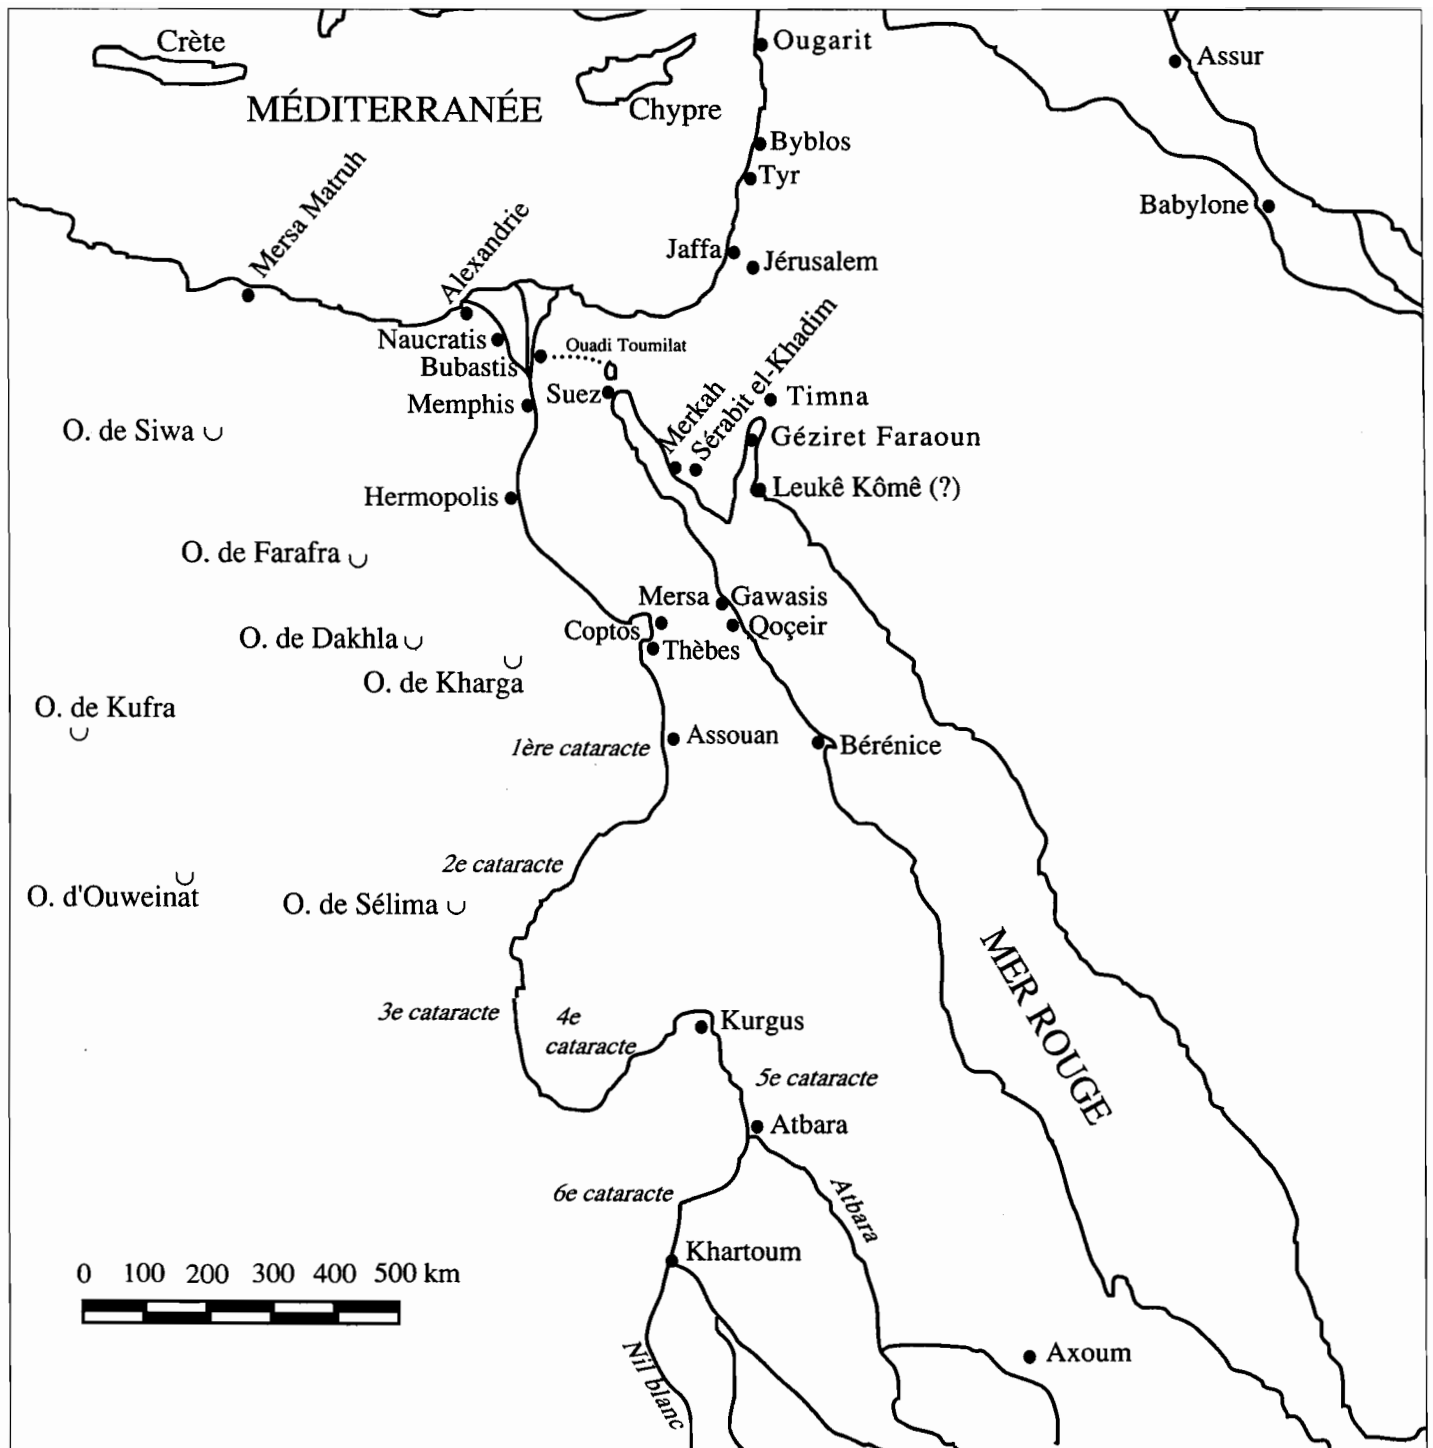 Crète
Ougarit
Assur
MÉDITERRANÉE
Chypre
Byblos
Tyr
Mersa Matruh
Babylone
Alexandrie
Jaffa
Jérusalem
Naucratis
Ouadi Toumilat
Bubastis
Suez
Memphis
Merkah
Sérabit el-Khadim
Timna
O. de Siwa
Géziret Faraoun
Hermopolis
Leukê Kômê (?)
O. de Farafra
Mersa Gawasis
Coptos
Qoçeir
O. de Dakhla
Thèbes
O. de Kharga
O. de Kufra
1ère cataracte
Assouan
Bérénice
2e cataracte
O. d'Ouweinat
O. de Sélima
MER ROUGE
3e cataracte
4e
cataracte
Kurgus
5e cataracte
Atbara
6e cataracte
Atbara
Khartoum
0 100 200 300 400 500 km
Nil blanc
Axoum